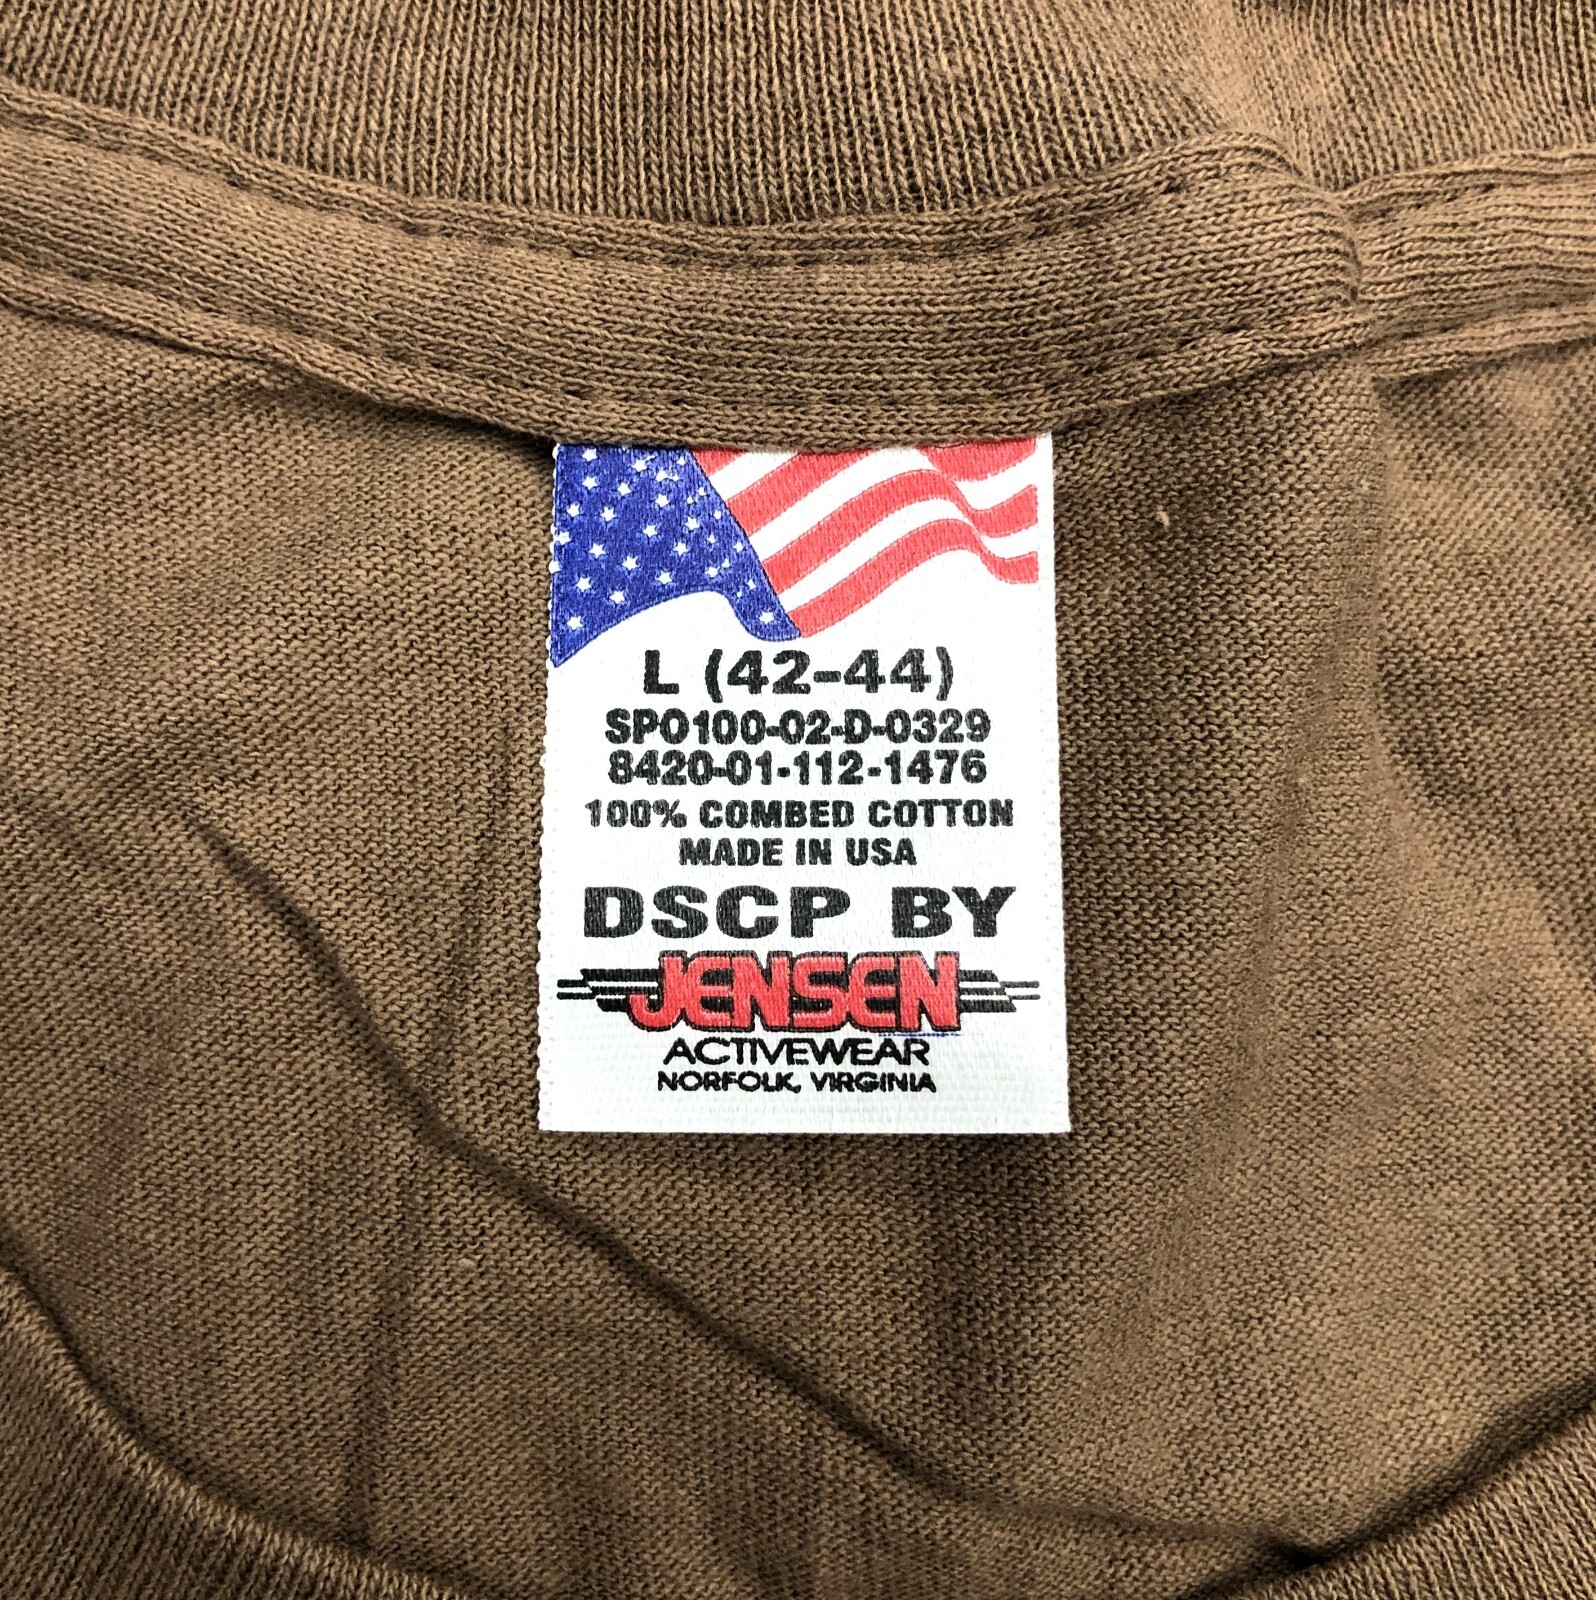 L (42-44)
SPO100-02-D-0329
8420-01-112-1476
100% COMBED COTTON
MADE IN USA
DSCP BY
JENSEN
ACTIVEWEAR
NORFOLK, VIRGINIA